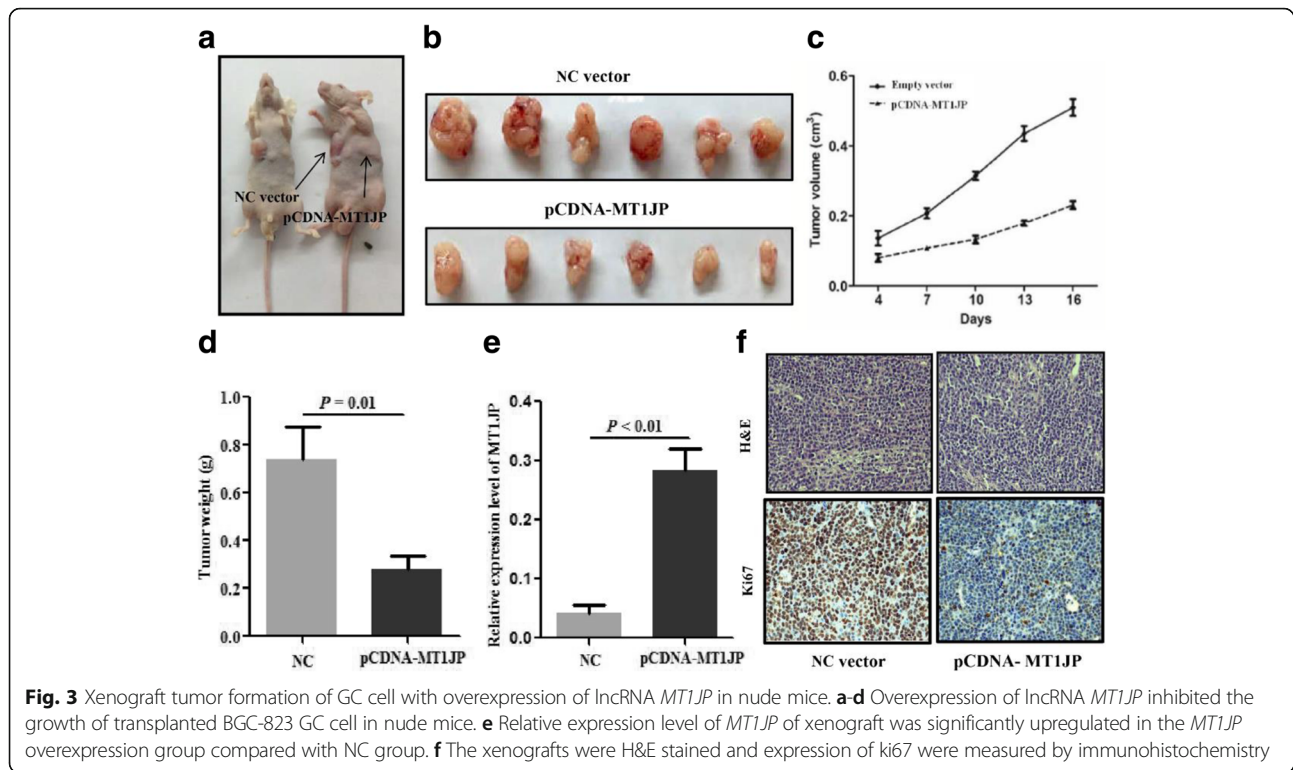 a
NC vector
pCDNA-MT1JP
b
NC vector
pCDNA-MT1JP
c
Tumor volume (cm³)
0.6
0.4
0.2
0.0
Empty vector
pCDNA-MT1JP
4 7 10 13 16
Days
d
Tumor weight (g)
1.0
0.8
0.6
0.4
0.2
0.0
P = 0.01
NC pCDNA-MT1JP
e
Relative expression level of MT1JP
0.4
0.3
0.2
0.1
0.0
P < 0.01
NC pCDNA-MT1JP
f
H&E
Ki67
NC vector pCDNA- MT1JP
Fig. 3 Xenograft tumor formation of GC cell with overexpression of lncRNA MT1JP in nude mice. a-d Overexpression of lncRNA MT1JP inhibited the
growth of transplanted BGC-823 GC cell in nude mice. e Relative expression level of MT1JP of xenograft was significantly upregulated in the MT1JP
overexpression group compared with NC group. f The xenografts were H&E stained and expression of ki67 were measured by immunohistochemistry